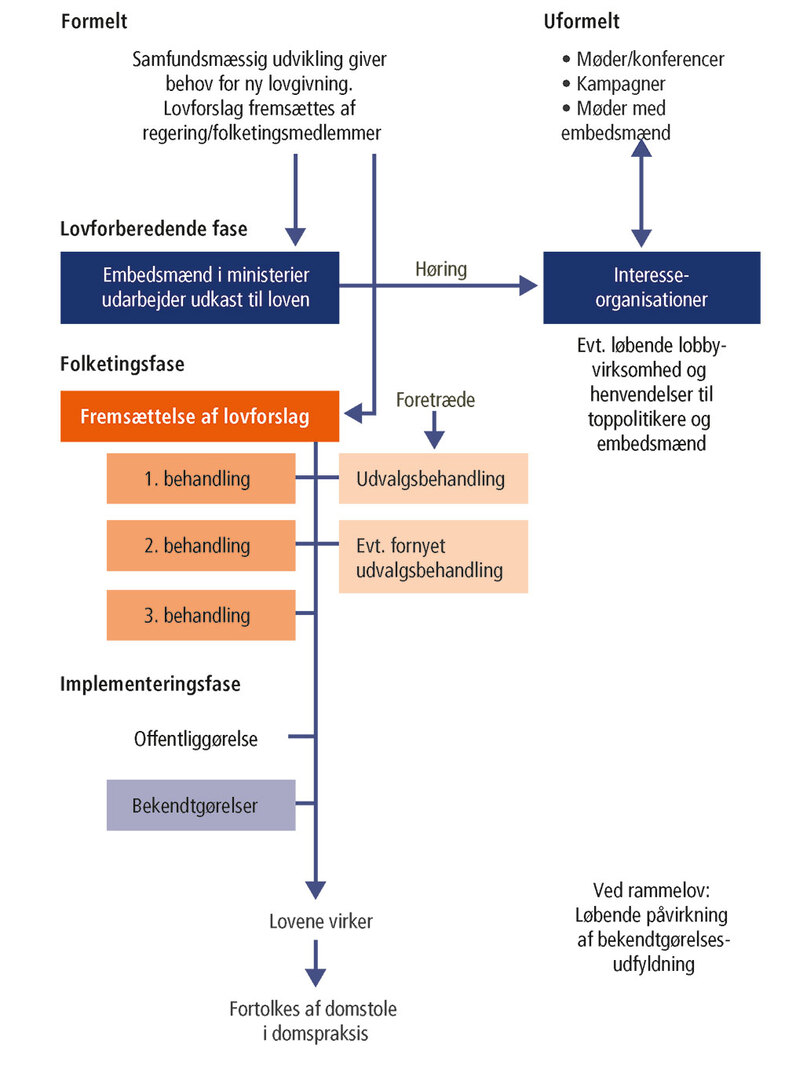 Formelt
Samfundsmæssig udvikling giver
behov for ny lovgivning.
Lovforslag fremsættes af
regering/folketingsmedlemmer
Uformelt
• Møder/konferencer
• Kampagner
• Møder med
embedsmænd
Lovforberedende fase
Embedsmænd i ministerier
udarbejder udkast til loven
Høring
Interesse-
organisationer
Evt. løbende lobby-
virksomhed og
henvendelser til
toppolitikere og
embedsmænd
Folketingsfase
Fremsættelse af lovforslag
Foretræde
1. behandling
Udvalgsbehandling
2. behandling
Evt. fornyet
udvalgsbehandling
3. behandling
Implementeringsfase
Offentliggørelse
Bekendtgørelser
Ved rammelov:
Løbende påvirkning
af bekendtgørelses-
udfyldning
Lovene virker
Fortolkes af domstole
i domspraksis